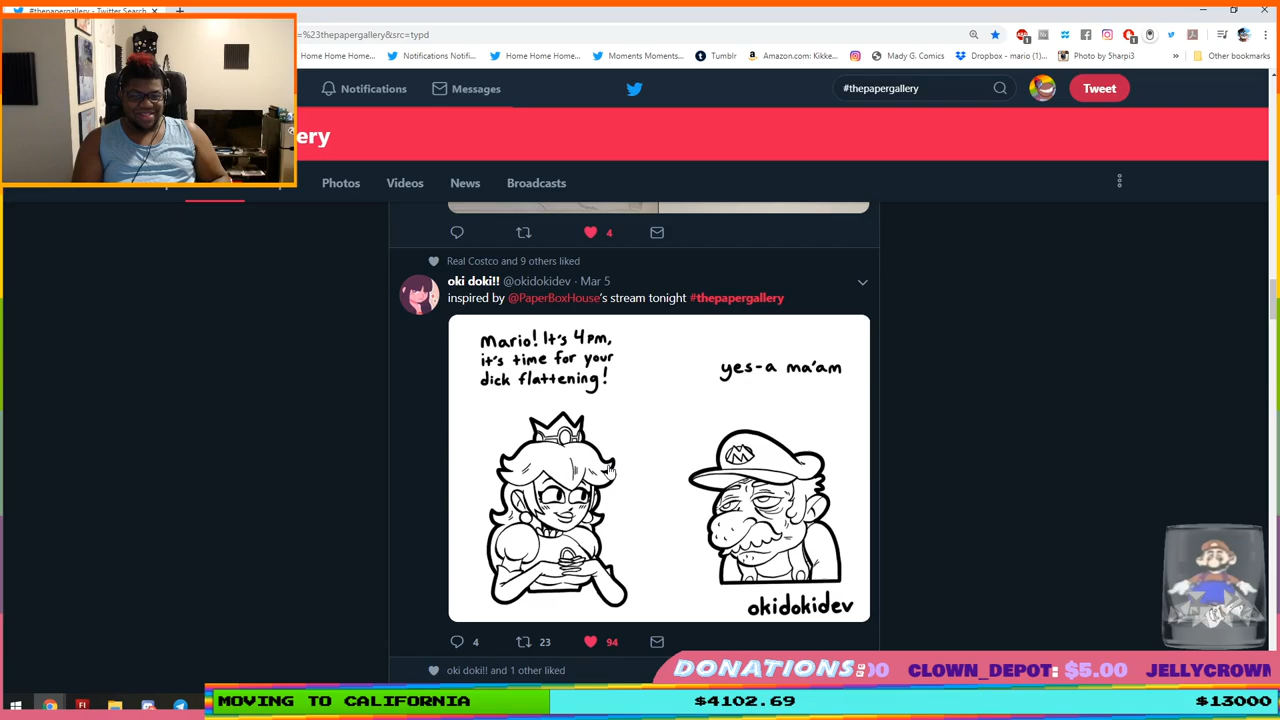 #thepapergallery - Twitter Search
=%23thepapergallery&src=typd
Home Home Home.
Notifications Notifi...
Home Home Home...
Moments Moments...
Tumblr
Amazon.com: Kikke...
Mady G. Comics
Dropbox - mario (1)...
Photo by Sharpi3
»
Other bookmarks
Notifications
Messages
#thepapergallery
Tweet
ery
Photos
Videos
News
Broadcasts
4
Real Costco and 9 others liked
oki doki!! @okidokidev · Mar 5
inspired by @PaperBoxHouse's stream tonight #thepapergallery
Mario! It's 4pm,
it's time for your
dick flattening!
yes-a ma'am
M
okidokidev
4 23 94
oki doki!! and 1 other liked
DONATIONS: 00 CLOWN_DEPOT: $5.00 JELLYCROWN
MOVING TO CALIFORNIA $4102.69 $13000